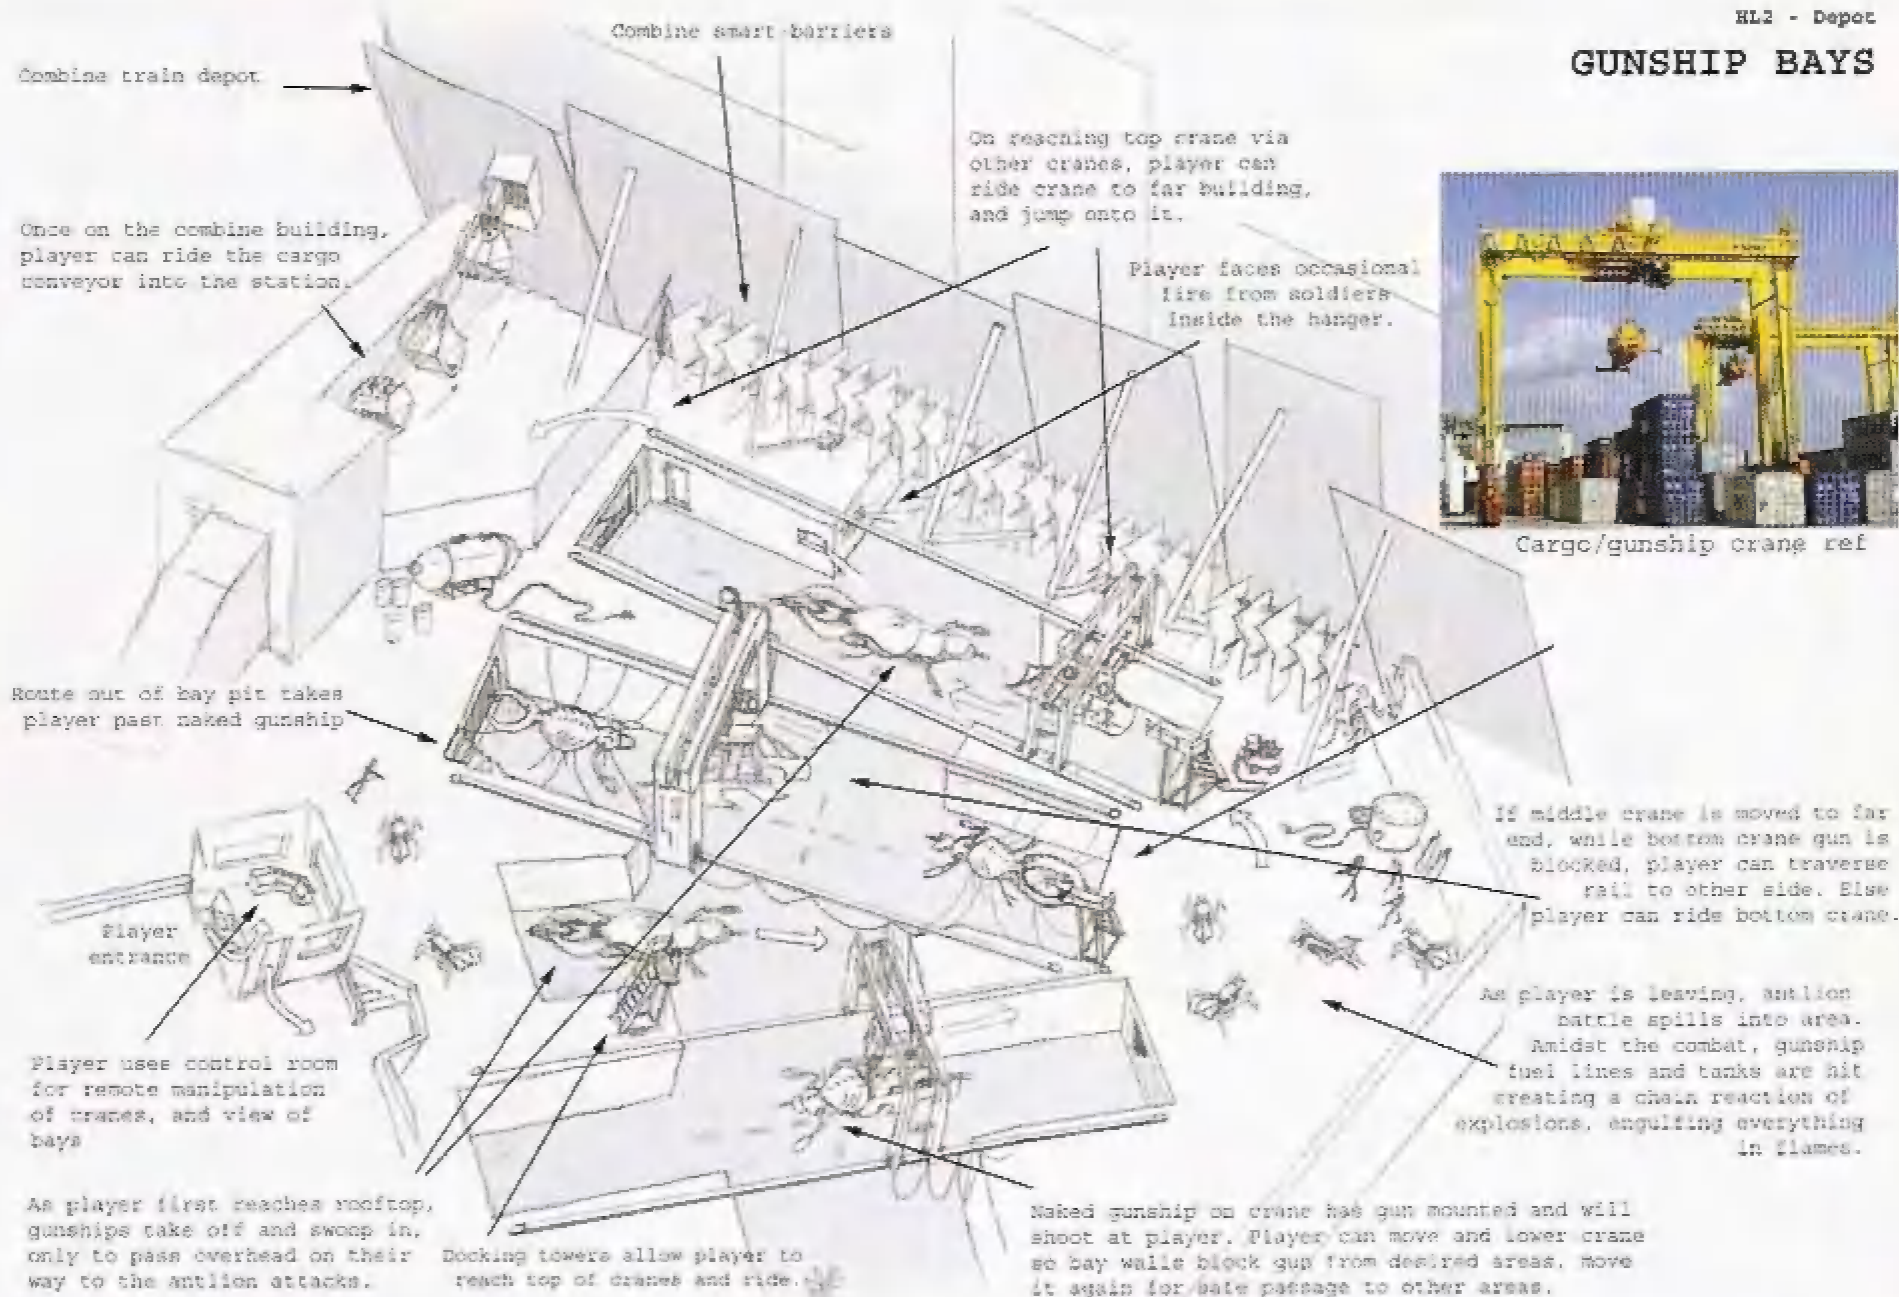 HL2 - Depot
GUNSHIP BAYS
Combine smart barriers
Combine train depot
On reaching top crane via
other cranes, player can
ride crane to far building,
and jump onto it.
Once on the combine building,
player can ride the cargo
conveyor into the station.
Player faces occasional
fire from soldiers
inside the hanger.
Cargo/gunship crane ref
Route out of bay pit takes
player past naked gunship
If middle crane is moved to far
end, while bottom crane gun is
blocked, player can traverse
rail to other side. Else
player can ride bottom crane.
Player
entrance
As player is leaving, antlion
battle spills into area.
Amidst the combat, gunship
fuel lines and tanks are hit
creating a chain reaction of
explosions, engulfing everything
in flames.
Player uses control room
for remote manipulation
of cranes, and view of
bays
As player first reaches rooftop,
gunships take off and swoop in,
only to pass overhead on their
way to the antlion attacks.
Docking towers allow player to
reach top of cranes and ride.
Naked gunship on crane has gun mounted and will
shoot at player. Player can move and lower crane
so bay walls block gun from desired areas, move
it again for safe passage to other areas.